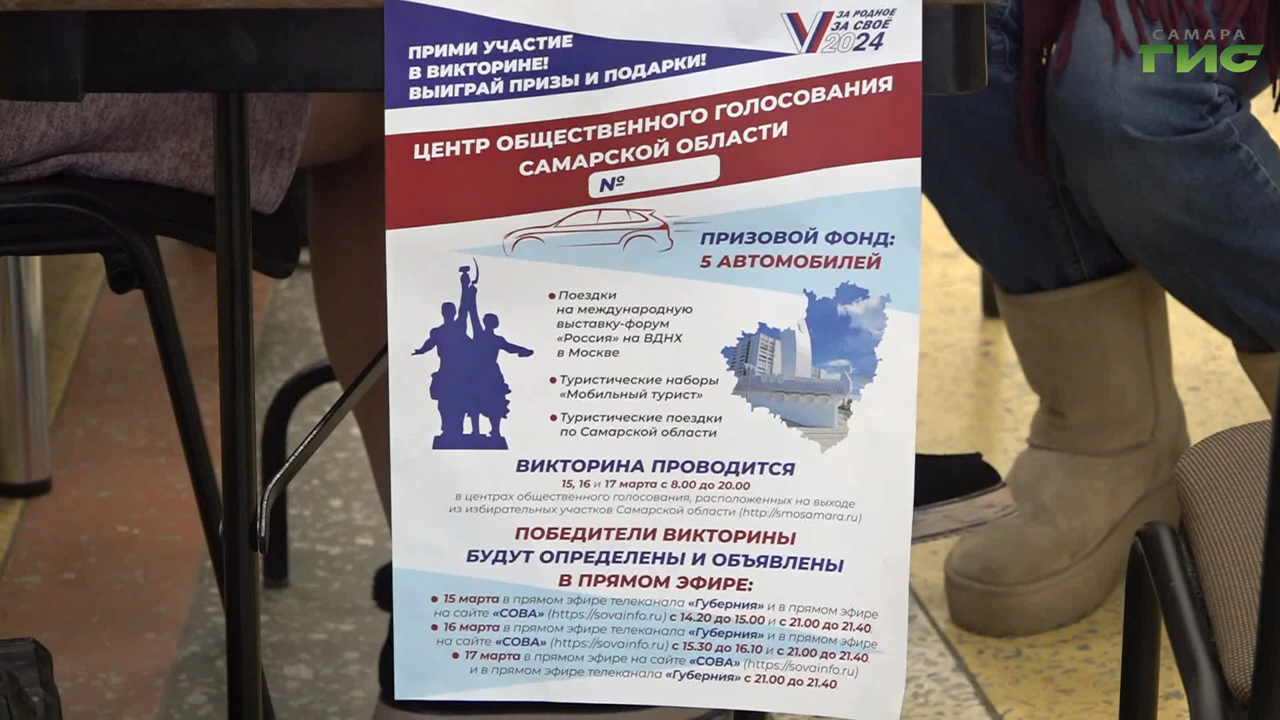 ПРИМИ УЧАСТИЕ
В ВИКТОРИНЕ!
ВЫИГРАЙ ПРИЗЫ И ПОДАРКИ!
ЗА РОДНОЕ
ЗА СВОЁ
2024
САМАРА
ГИС
ЦЕНТР ОБЩЕСТВЕННОГО ГОЛОСОВАНИЯ
САМАРСКОЙ ОБЛАСТИ
№
ПРИЗОВОЙ ФОНД:
5 АВТОМОБИЛЕЙ
• Поездки
на международную
выставку-форум
«Россия» на ВДНХ
в Москве
• Туристические наборы
«Мобильный турист»
• Туристические поездки
по Самарской области
ВИКТОРИНА ПРОВОДИТСЯ
15, 16 и 17 марта с 8.00 до 20.00
в центрах общественного голосования, расположенных на выходе
из избирательных участков Самарской области (http://smosamara.ru)
ПОБЕДИТЕЛИ ВИКТОРИНЫ
БУДУТ ОПРЕДЕЛЕНЫ И ОБЪЯВЛЕНЫ
В ПРЯМОМ ЭФИРЕ:
• 15 марта в прямом эфире телеканала «Губерния» и в прямом эфире
на сайте «СОВА» (https://sovainfo.ru) с 14.20 до 15.00 и с 21.00 до 21.40
• 16 марта в прямом эфире телеканала «Губерния» и в прямом эфире
на сайте «СОВА» (https://sovainfo.ru) с 15.30 до 16.10 и с 21.00 до 21.40
• 17 марта в прямом эфире на сайте «СОВА» (https://sovainfo.ru)
и в прямом эфире телеканала «Губерния» с 21.00 до 21.40